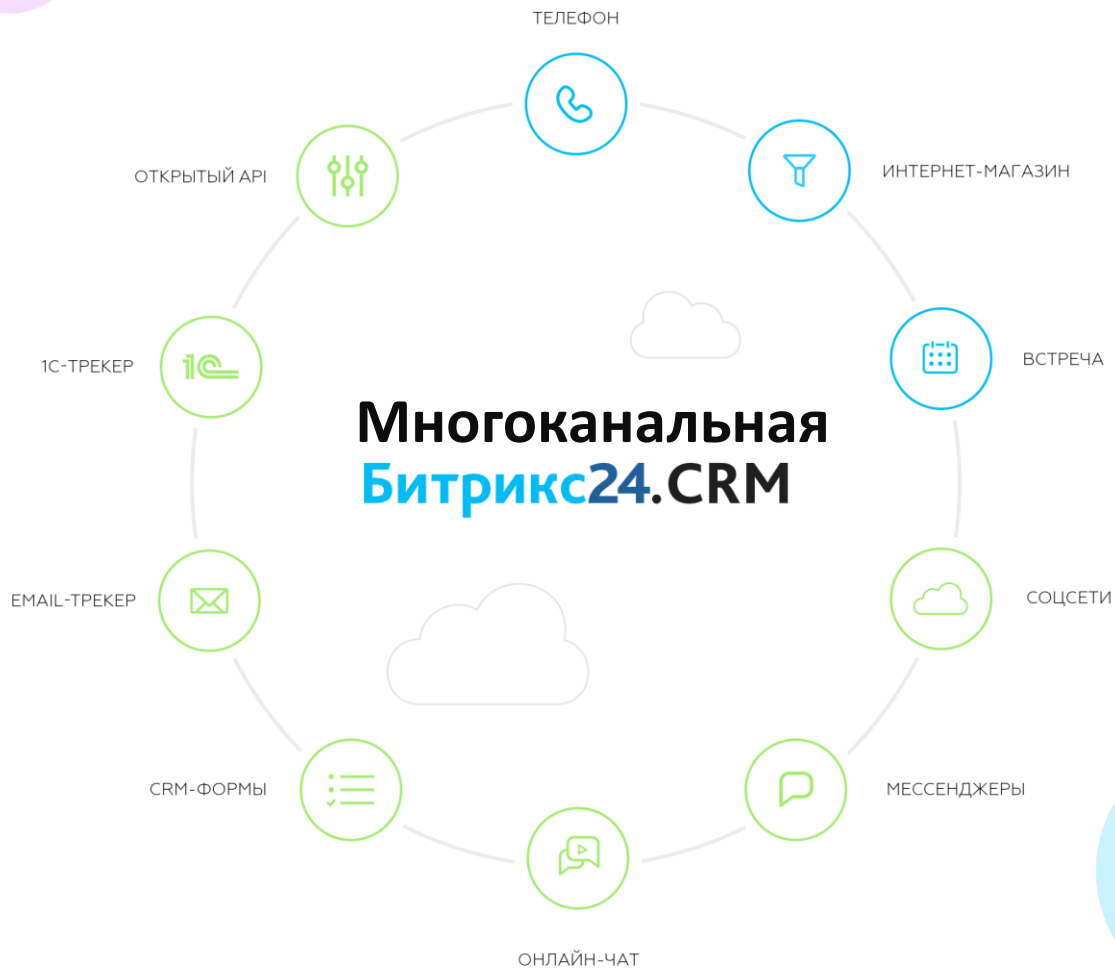 ТЕЛЕФОН
ОТКРЫТЫЙ API
ИНТЕРНЕТ-МАГАЗИН
1С-ТРЕКЕР
1С
ВСТРЕЧА
Многоканальная
Битрикс24.CRM
EMAIL-ТРЕКЕР
СОЦСЕТИ
CRM-ФОРМЫ
МЕССЕНДЖЕРЫ
ОНЛАЙН-ЧАТ